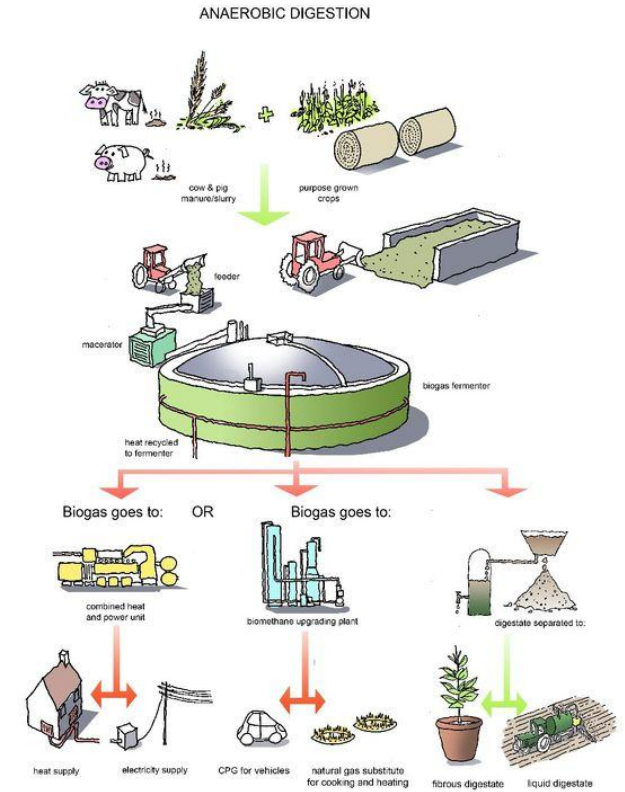 ANAEROBIC DIGESTION
cow & pig
manure/slurry
purpose grown
crops
feeder
macerator
biogas fermenter
heat recycled
to fermenter
Biogas goes to:
OR
Biogas goes to:
combined heat
and power unit
biomethane upgrading plant
digestate separated to:
heat supply
electricity supply
CPG for vehicles
natural gas substitute
for cooking and heating
fibrous digestate
liquid digestate